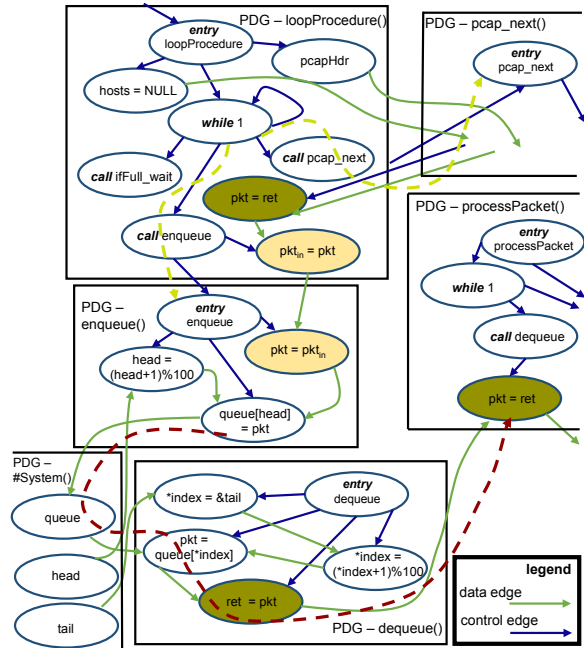 PDG – loopProcedure()
entry
loopProcedure
pcapHdr
hosts = NULL
while 1
call ifFull_wait
call pcap_next
pkt = ret
call enqueue
pktin = pkt
PDG – pcap_next()
entry
pcap_next
PDG – processPacket()
entry
processPacket
while 1
call dequeue
pkt = ret
PDG –
enqueue()
entry
enqueue
head =
(head+1)%100
pkt = pktin
queue[head]
= pkt
PDG –
#System()
queue
head
tail
*index = &tail
entry
dequeue
pkt =
queue[*index]
*index =
(*index+1)%100
ret = pkt
PDG – dequeue()
legend
data edge
control edge